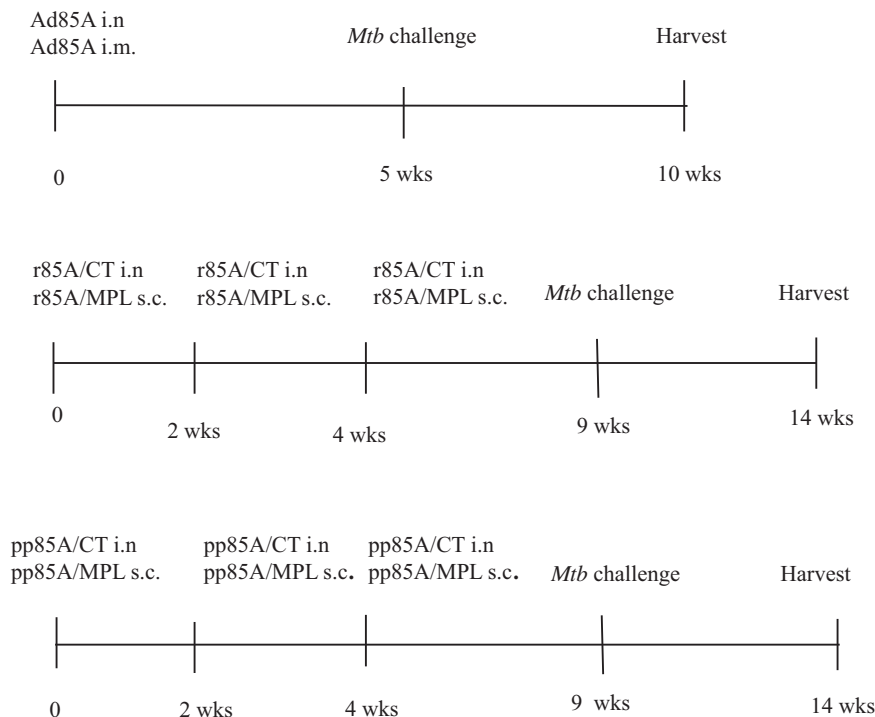 Ad85A i.n
Ad85A i.m.
Mtb challenge
Harvest
0
5 wks
10 wks
r85A/CT i.n
r85A/MPL s.c.
r85A/CT i.n
r85A/MPL s.c.
r85A/CT i.n
r85A/MPL s.c.
Mtb challenge
Harvest
0
2 wks
4 wks
9 wks
14 wks
pp85A/CT i.n
pp85A/MPL s.c.
pp85A/CT i.n
pp85A/MPL s.c.
pp85A/CT i.n
pp85A/MPL s.c.
Mtb challenge
Harvest
0
2 wks
4 wks
9 wks
14 wks